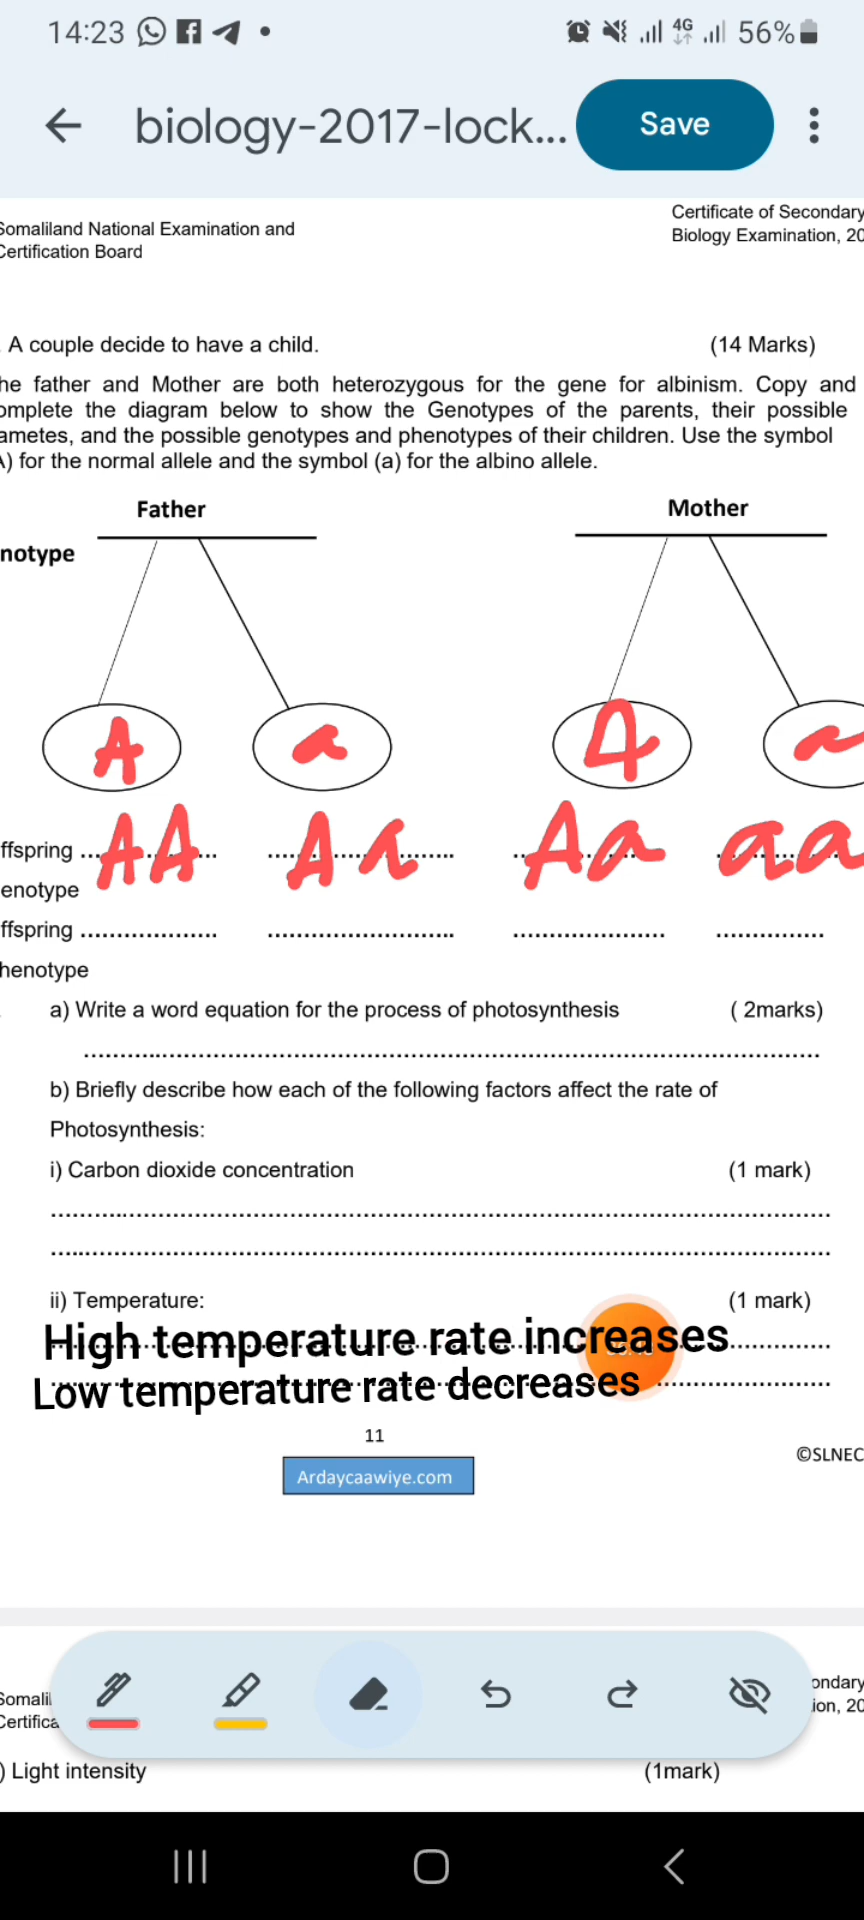 14:23 56%
4G
biology-2017-lock... Save
Somaliland National Examination and
Certification Board
Certificate of Secondary
Biology Examination, 20
A couple decide to have a child. (14 Marks)
he father and Mother are both heterozygous for the gene for albinism. Copy and
omplete the diagram below to show the Genotypes of the parents, their possible
ametes, and the possible genotypes and phenotypes of their children. Use the symbol
A) for the normal allele and the symbol (a) for the albino allele.
Father Mother
notype
A a A a
ffspring AA Aa Aa aa
enotype
ffspring
henotype
a) Write a word equation for the process of photosynthesis ( 2marks)
b) Briefly describe how each of the following factors affect the rate of
Photosynthesis:
i) Carbon dioxide concentration (1 mark)
ii) Temperature: (1 mark)
High temperature rate increases
Low temperature rate decreases
11
©SLNEC
Ardaycaawiye.com
Somalil ondary
Certifica ion, 20
) Light intensity (1mark)